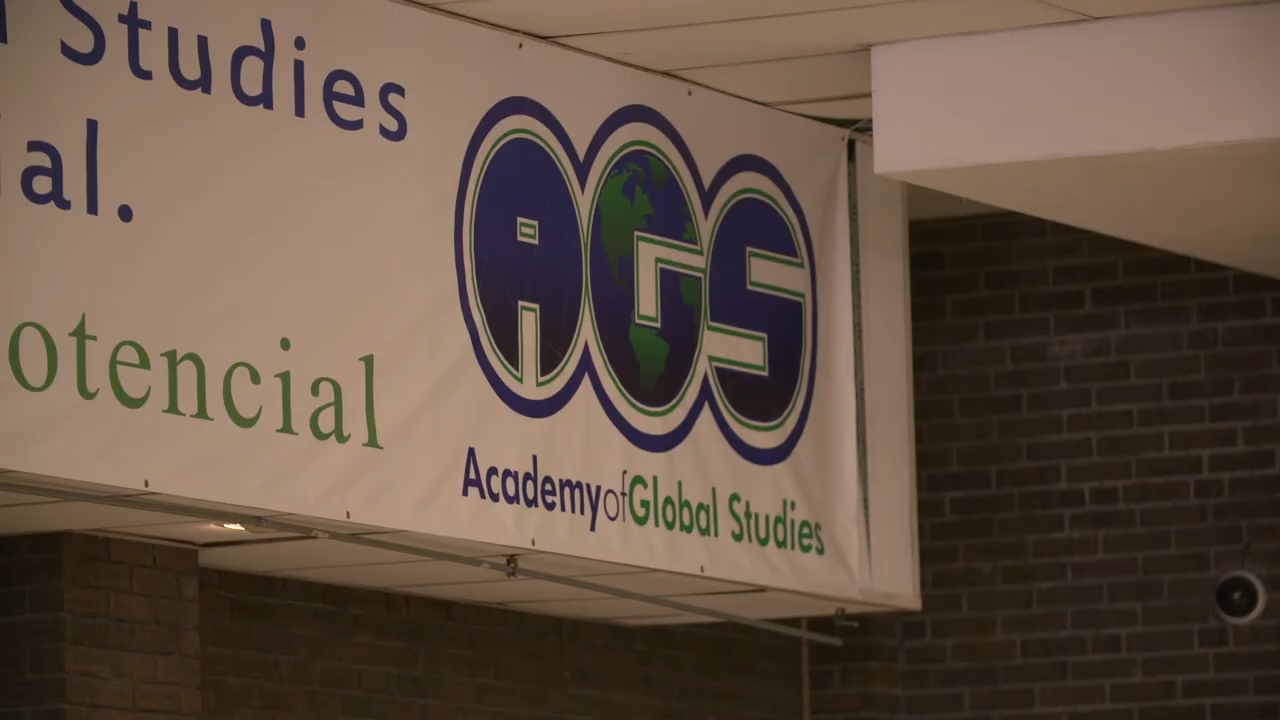 Studies
al.
otencial
AGS
Academy of Global Studies